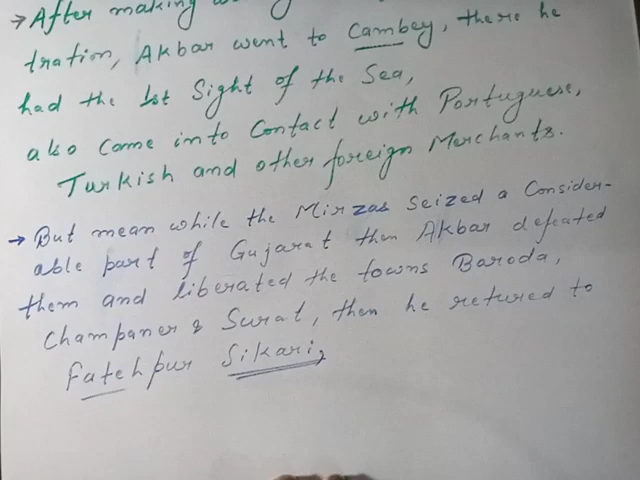 → After making
tration, Akbar went to Cambey, there he
had the 1st Sight of the Sea,
also Come into Contact with Portuguese,
Turkish and other foreign Merchants.
→ But mean while the Mirzas Seized a Consider-
able part of Gujarat then Akbar defeated
them and liberated the towns Baroda,
Champaner & Surat, then he retured to
Fatehpur Sikari,